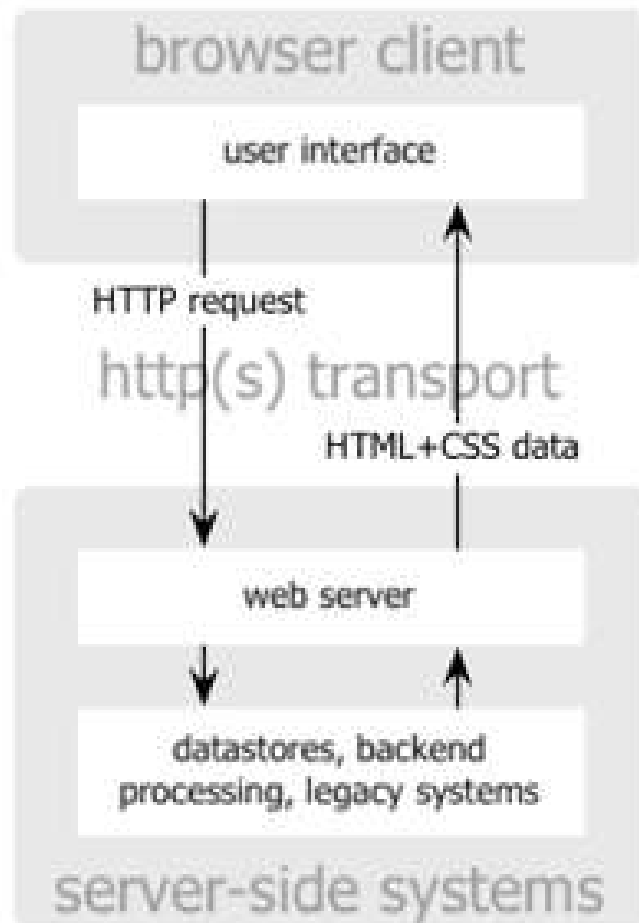 browser client
user interface
HTTP request
http(s) transport
HTML+CSS data
web server
datastores, backend
processing, legacy systems
server-side systems